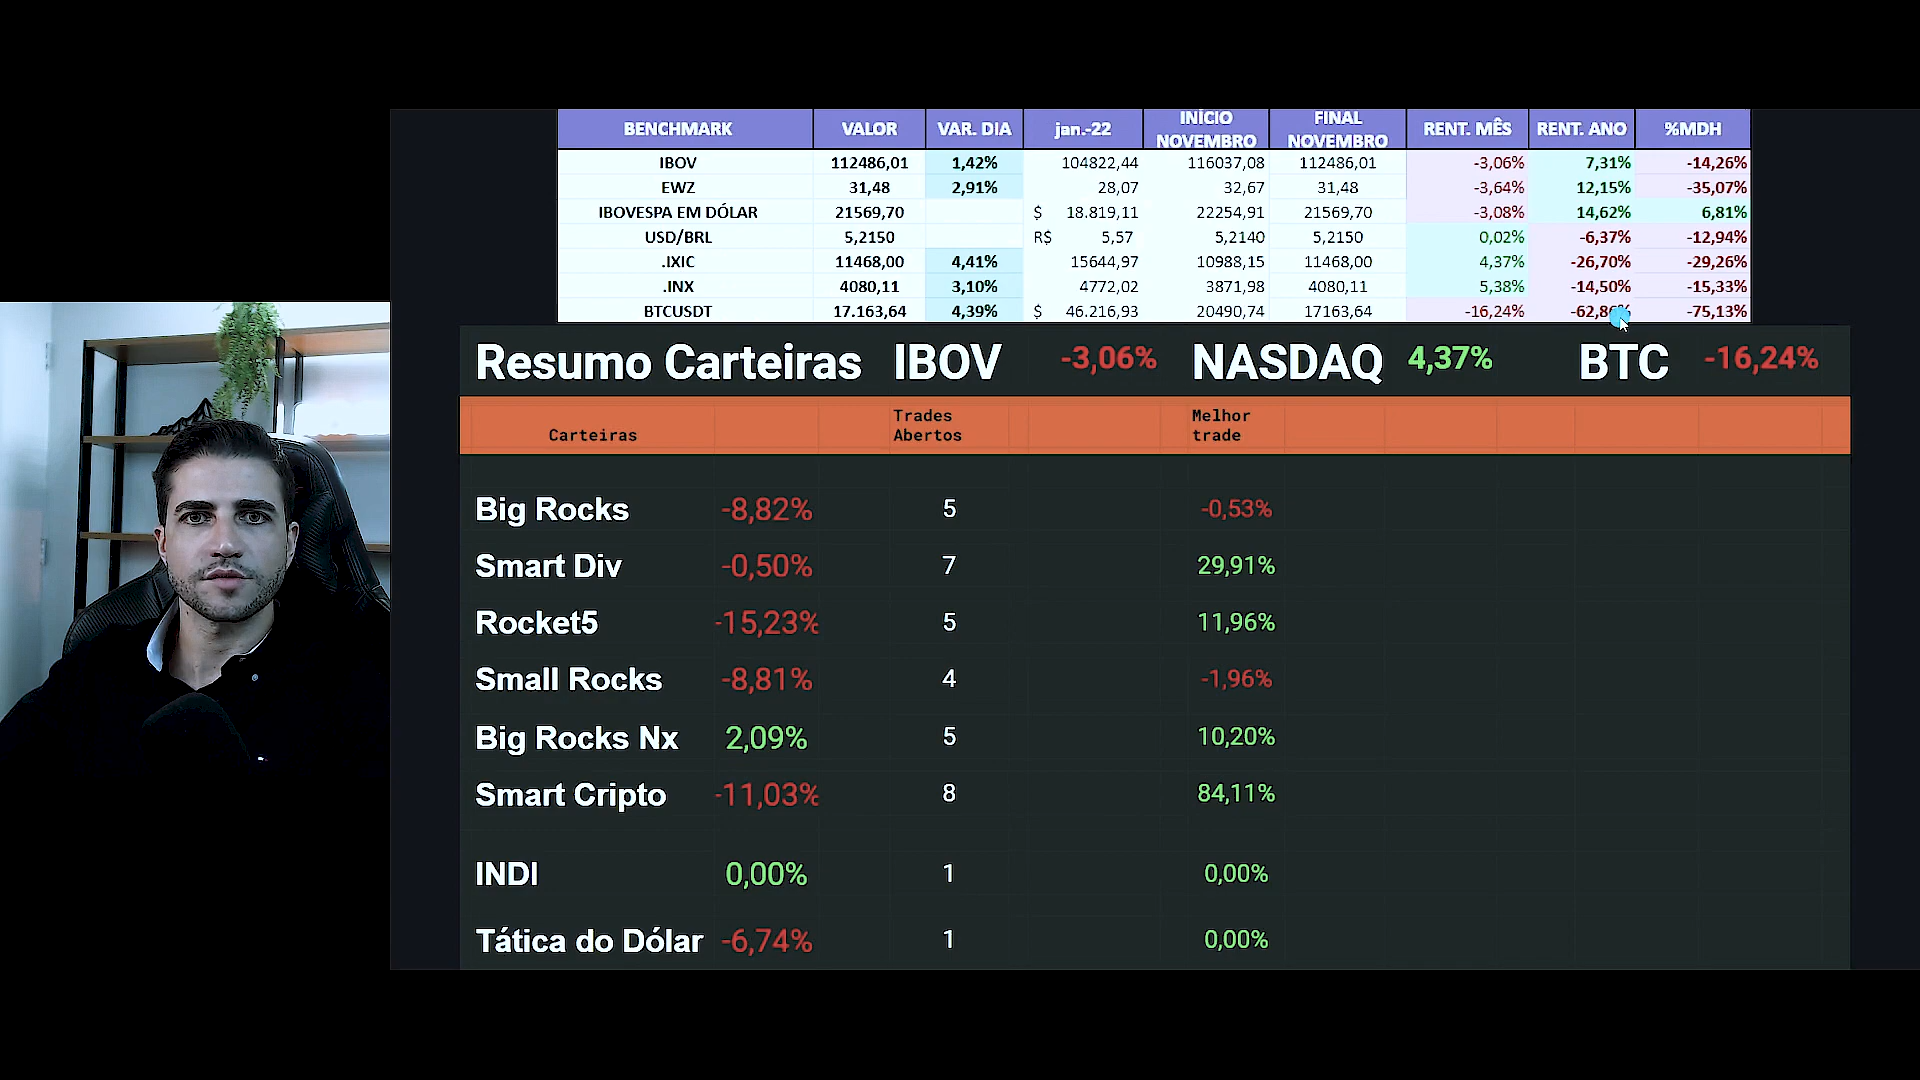 BENCHMARK VALOR VAR. DIA jan.-22 INÍCIO NOVEMBRO FINAL NOVEMBRO RENT. MÊS RENT. ANO %MDH
IBOV 112486,01 1,42% 104822,44 116037,08 112486,01 -3,06% 7,31% -14,26%
EWZ 31,48 2,91% 28,07 32,67 31,48 -3,64% 12,15% -35,07%
IBOVESPA EM DÓLAR 21569,70 $ 18.819,11 22254,91 21569,70 -3,08% 14,62% 6,81%
USD/BRL 5,2150 R$ 5,57 5,2140 5,2150 0,02% -6,37% -12,94%
.IXIC 11468,00 4,41% 15644,97 10988,15 11468,00 4,37% -26,70% -29,26%
.INX 4080,11 3,10% 4772,02 3871,98 4080,11 5,38% -14,50% -15,33%
BTCUSDT 17.163,64 4,39% $ 46.216,93 20490,74 17163,64 -16,24% -75,13%
Resumo Carteiras IBOV -3,06% NASDAQ 4,37% BTC -16,24%
Carteiras Trades Abertos Melhor trade
Big Rocks -8,82% 5 -0,53%
Smart Div -0,50% 7 29,91%
Rocket5 -15,23% 5 11,96%
Small Rocks -8,81% 4 -1,96%
Big Rocks Nx 2,09% 5 10,20%
Smart Cripto -11,03% 8 84,11%
INDI 0,00% 1 0,00%
Tática do Dólar -6,74% 1 0,00%